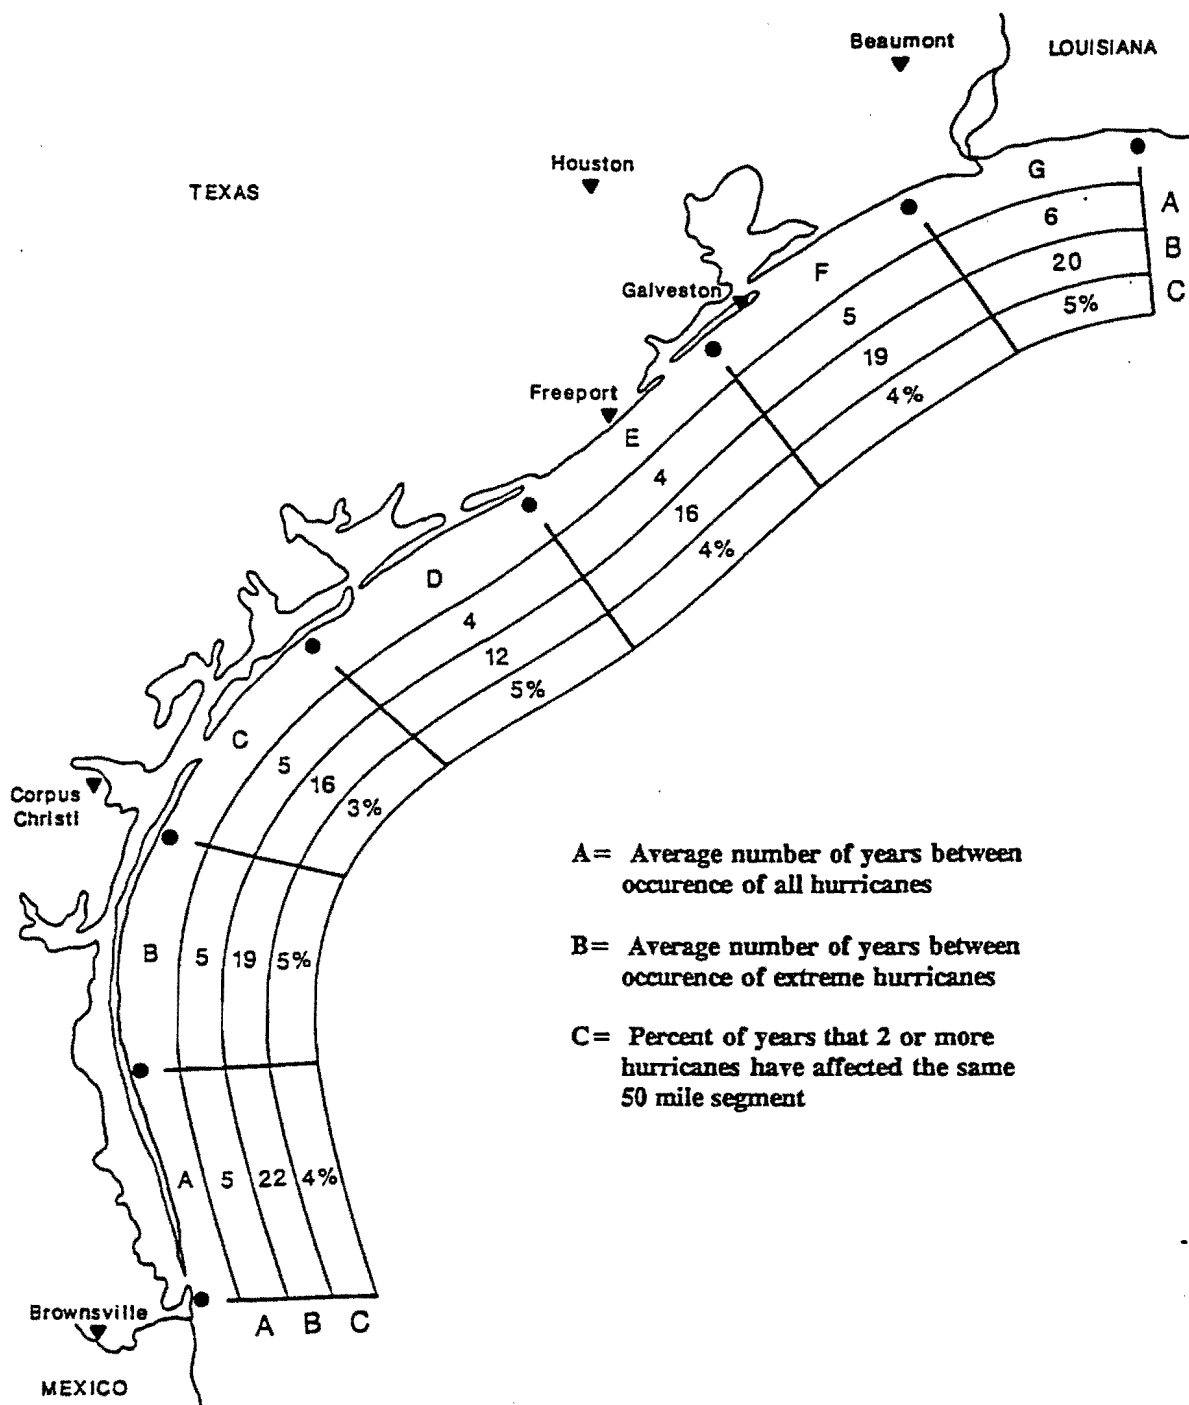 Beaumont
LOUISIANA
Houston
TEXAS
G
A
6
B
20
F
C
Galveston
5%
5
19
Freeport
4%
E
4
16
4%
D
4
12
5%
C
5
16
3%
Corpus
Christi
A= Average number of years between
occurence of all hurricanes
B= Average number of years between
occurence of extreme hurricanes
C= Percent of years that 2 or more
hurricanes have affected the same
50 mile segment
B 5 19 5%
A 5 22 4%
Brownsville
A B C
MEXICO